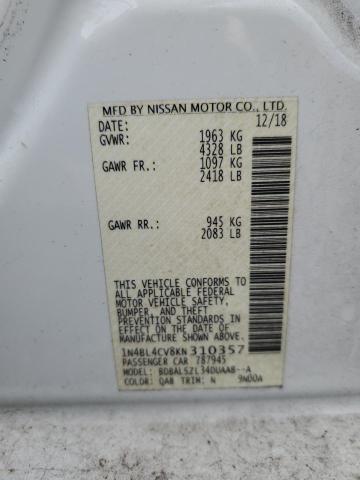 MFD BY NISSAN MOTOR CO., LTD.
DATE: 12/18
GVWR: 1963 KG
4328 LB
GAWR FR.: 1097 KG
2418 LB
GAWR RR.: 945 KG
2083 LB
THIS VEHICLE CONFORMS TO
ALL APPLICABLE FEDERAL
MOTOR VEHICLE SAFETY,
BUMPER, AND THEFT
PREVENTION STANDARDS IN
EFFECT ON THE DATE OF
MANUFACTURE SHOWN ABOVE.
1N4BL4CV8KN310357
PASSENGER CAR 787945
MODEL: BDBALSZL34DUAAB--A
COLOR: QAB TRIM: N 9N00A